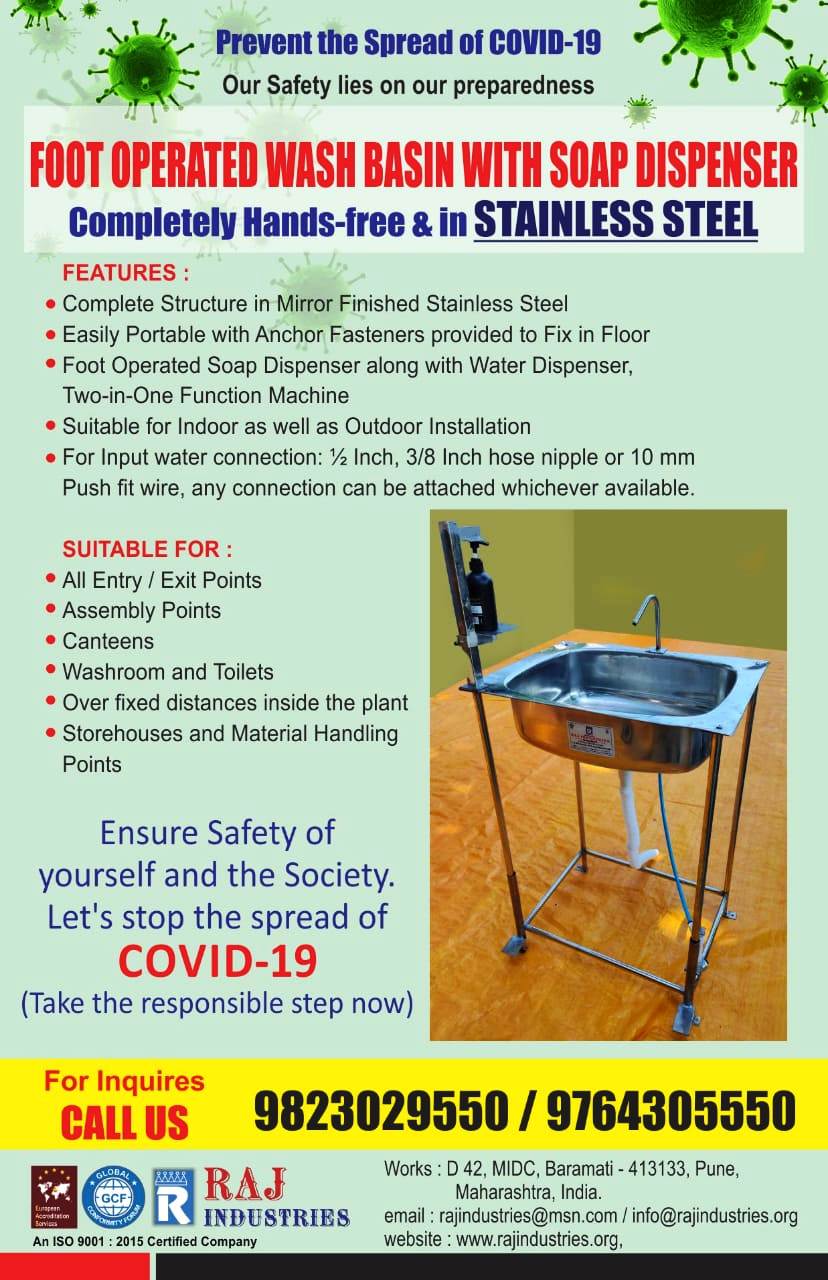 Prevent the Spread of COVID-19
Our Safety lies on our preparedness
FOOT OPERATED WASH BASIN WITH SOAP DISPENSER
Completely Hands-free & in STAINLESS STEEL
FEATURES :
• Complete Structure in Mirror Finished Stainless Steel
• Easily Portable with Anchor Fasteners provided to Fix in Floor
• Foot Operated Soap Dispenser along with Water Dispenser,
Two-in-One Function Machine
• Suitable for Indoor as well as Outdoor Installation
• For Input water connection: ½ Inch, 3/8 Inch hose nipple or 10 mm
Push fit wire, any connection can be attached whichever available.
SUITABLE FOR :
• All Entry / Exit Points
• Assembly Points
• Canteens
• Washroom and Toilets
• Over fixed distances inside the plant
• Storehouses and Material Handling
Points
Ensure Safety of
yourself and the Society.
Let's stop the spread of
COVID-19
(Take the responsible step now)
For Inquires
CALL US
9823029550 / 9764305550
European
Accreditation
Services
GLOBAL
GCF
CONFORMITY FORUM
R
RAJ
INDUSTRIES
An ISO 9001 : 2015 Certified Company
Works : D 42, MIDC, Baramati - 413133, Pune,
Maharashtra, India.
email : rajindustries@msn.com / info@rajindustries.org
website : www.rajindustries.org,